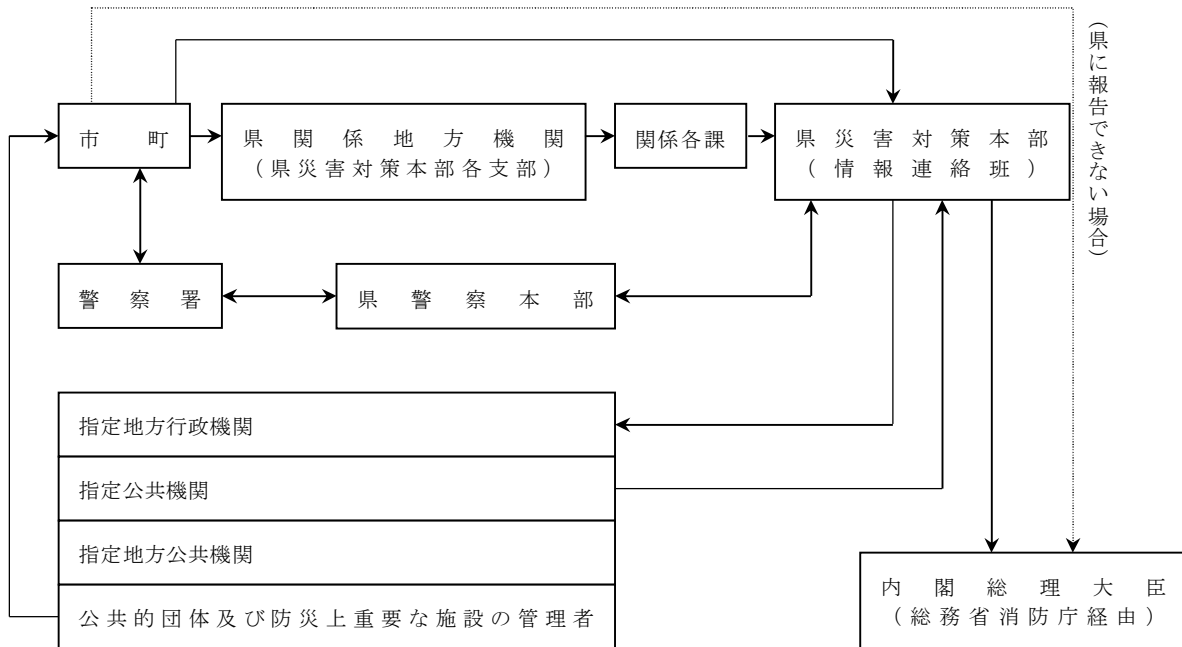 （県に報告できない場合）
市町
県関係地方機関
（県災害対策本部各支部）
関係各課
県災害対策本部
（情報連絡班）
警察署
県警察本部
指定地方行政機関
指定公共機関
指定地方公共機関
公共的団体及び防災上重要な施設の管理者
内閣総理大臣
（総務省消防庁経由）